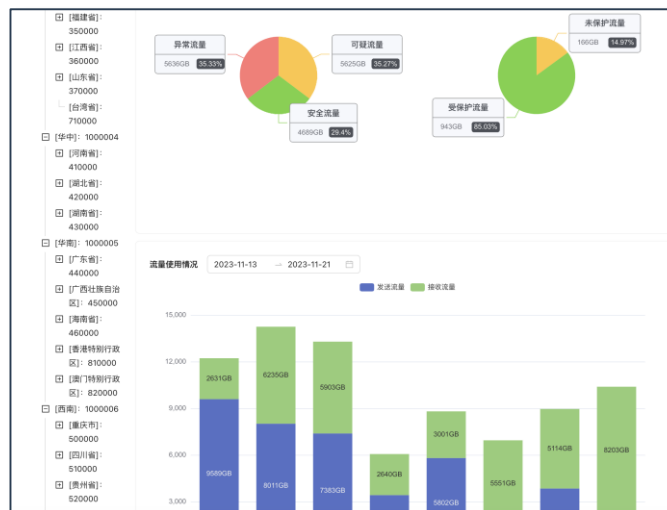 [福建省]:
350000
[江西省]:
360000
[山东省]:
370000
[台湾省]:
710000
[华中]: 1000004
[河南省]:
410000
[湖北省]:
420000
[湖南省]:
430000
[华南]: 1000005
[广东省]:
440000
[广西壮族自治
区]: 450000
[海南省]:
460000
[香港特别行政
区]: 810000
[澳门特别行政
区]: 820000
[西南]: 1000006
[重庆市]:
500000
[四川省]:
510000
[贵州省]:
520000
异常流量
5636GB 35.33%
可疑流量
5625GB 35.27%
安全流量
4689GB 29.4%
未保护流量
166GB 14.97%
受保护流量
943GB 85.03%
流量使用情况 2023-11-13 → 2023-11-21
发送流量 接收流量
15,000
12,000
9,000
6,000
3,000
2631GB
9589GB
6235GB
8011GB
5903GB
7383GB
2640GB
3001GB
5802GB
5551GB
5114GB
8203GB